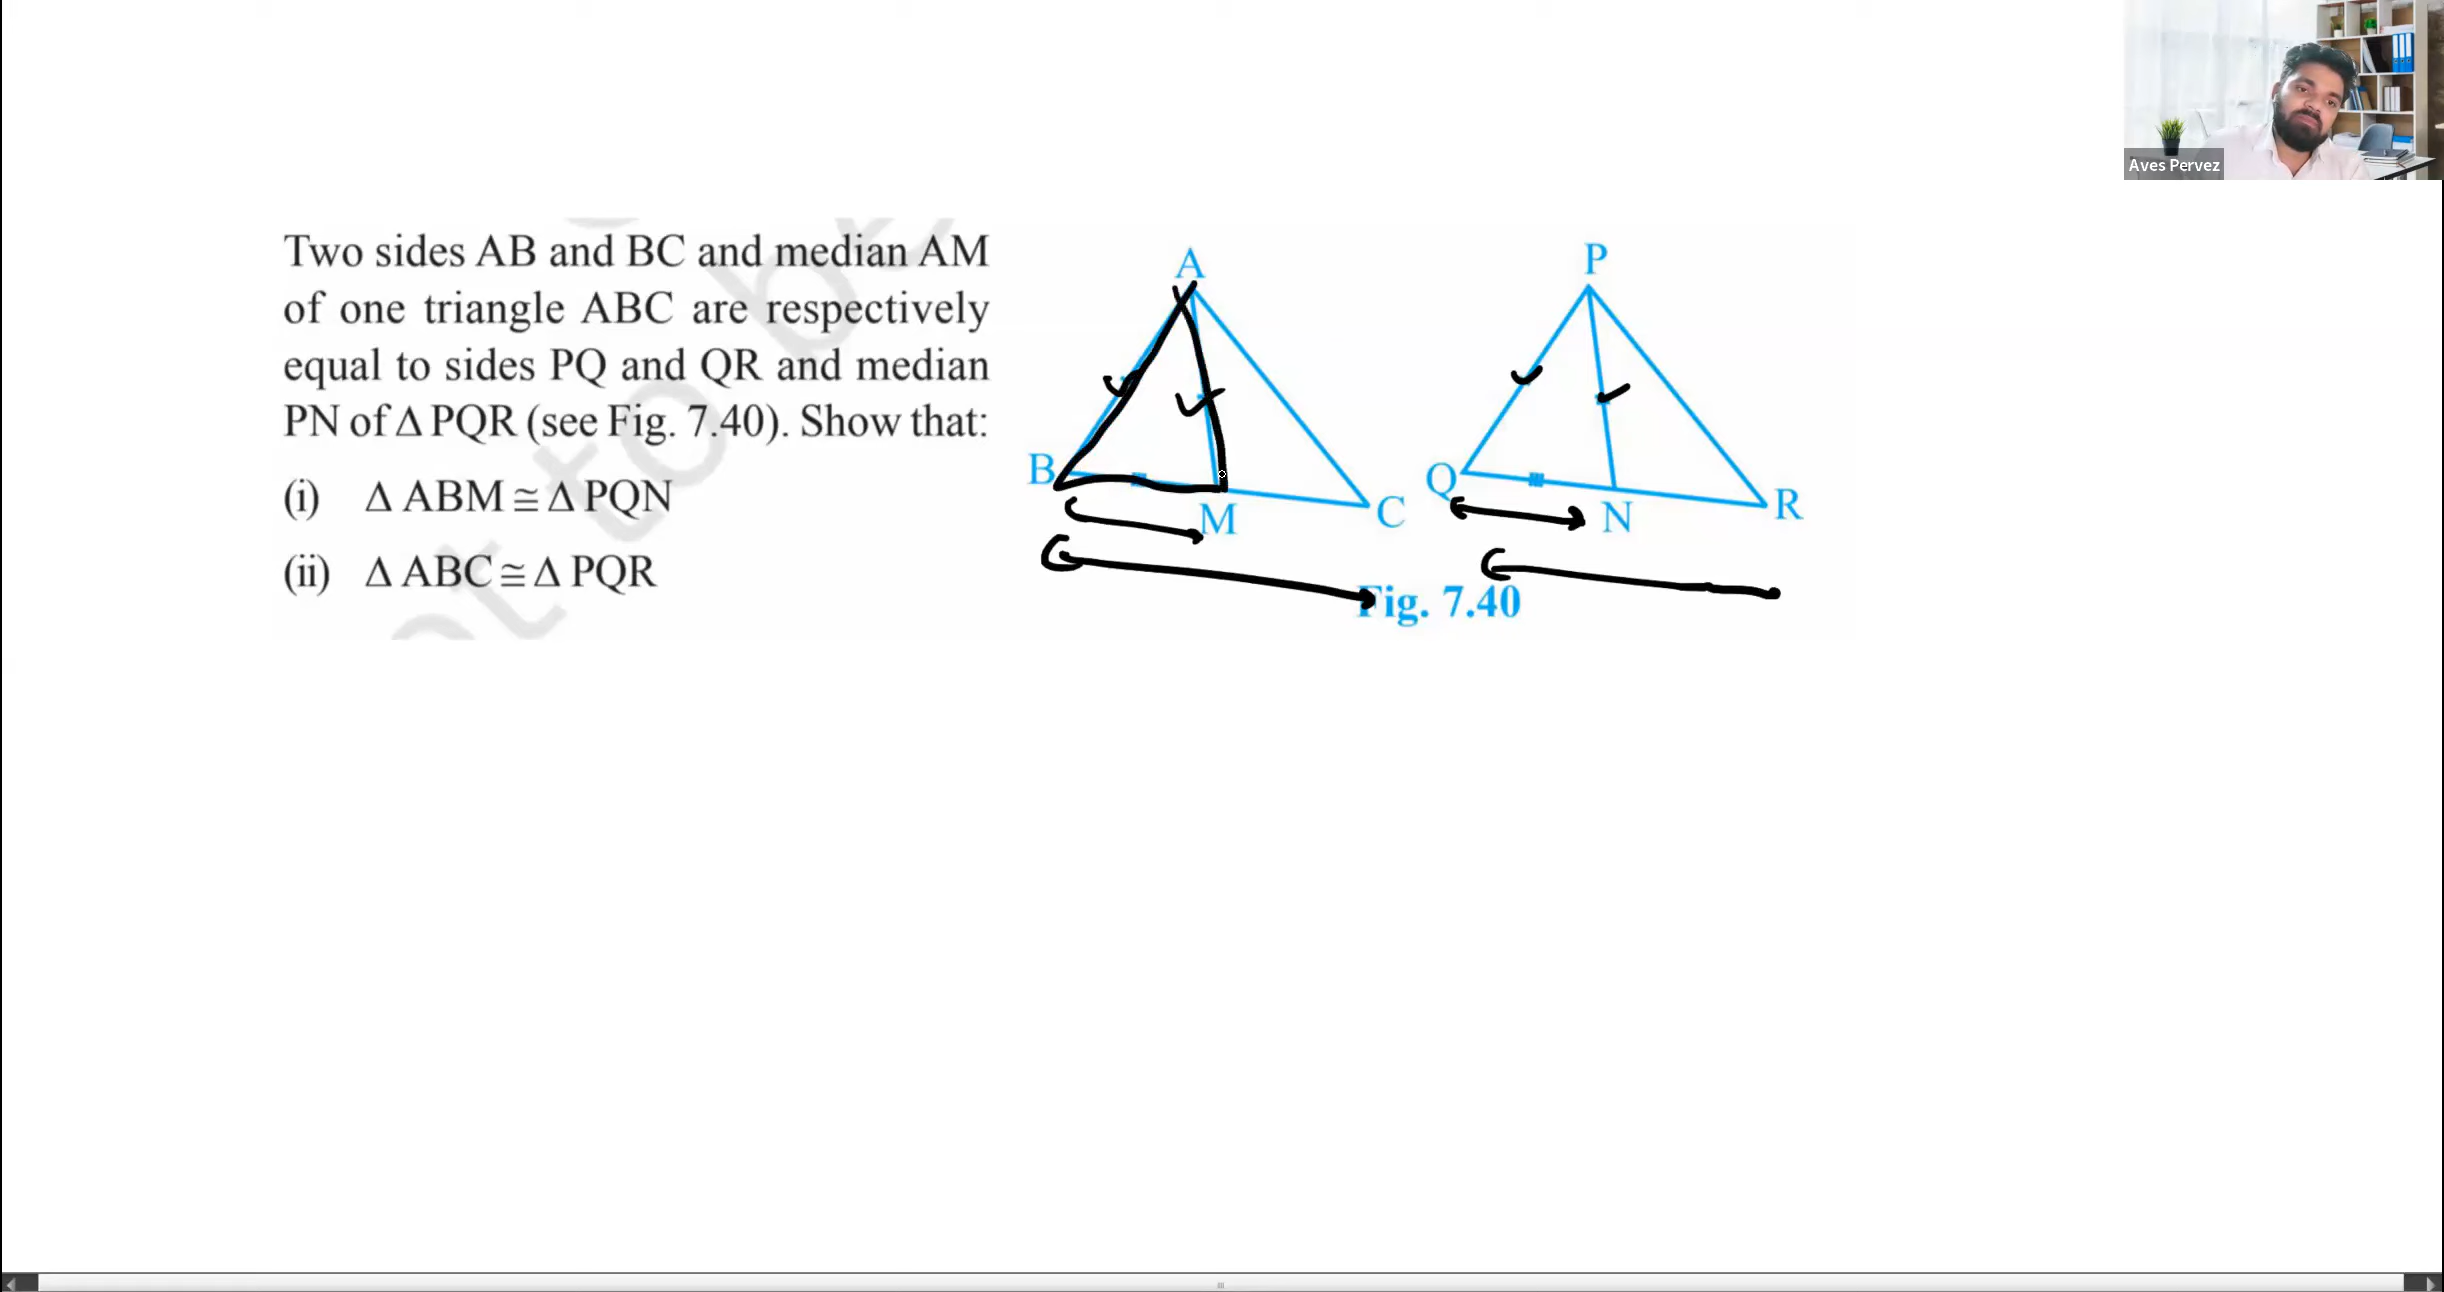 Aves Pervez
Two sides AB and BC and median AM
of one triangle ABC are respectively
equal to sides PQ and QR and median
PN of Δ PQR (see Fig. 7.40). Show that:
(i) Δ ABM ≅ Δ PQN
(ii) Δ ABC ≅ Δ PQR
A
B
M
C
P
Q
N
R
Fig. 7.40